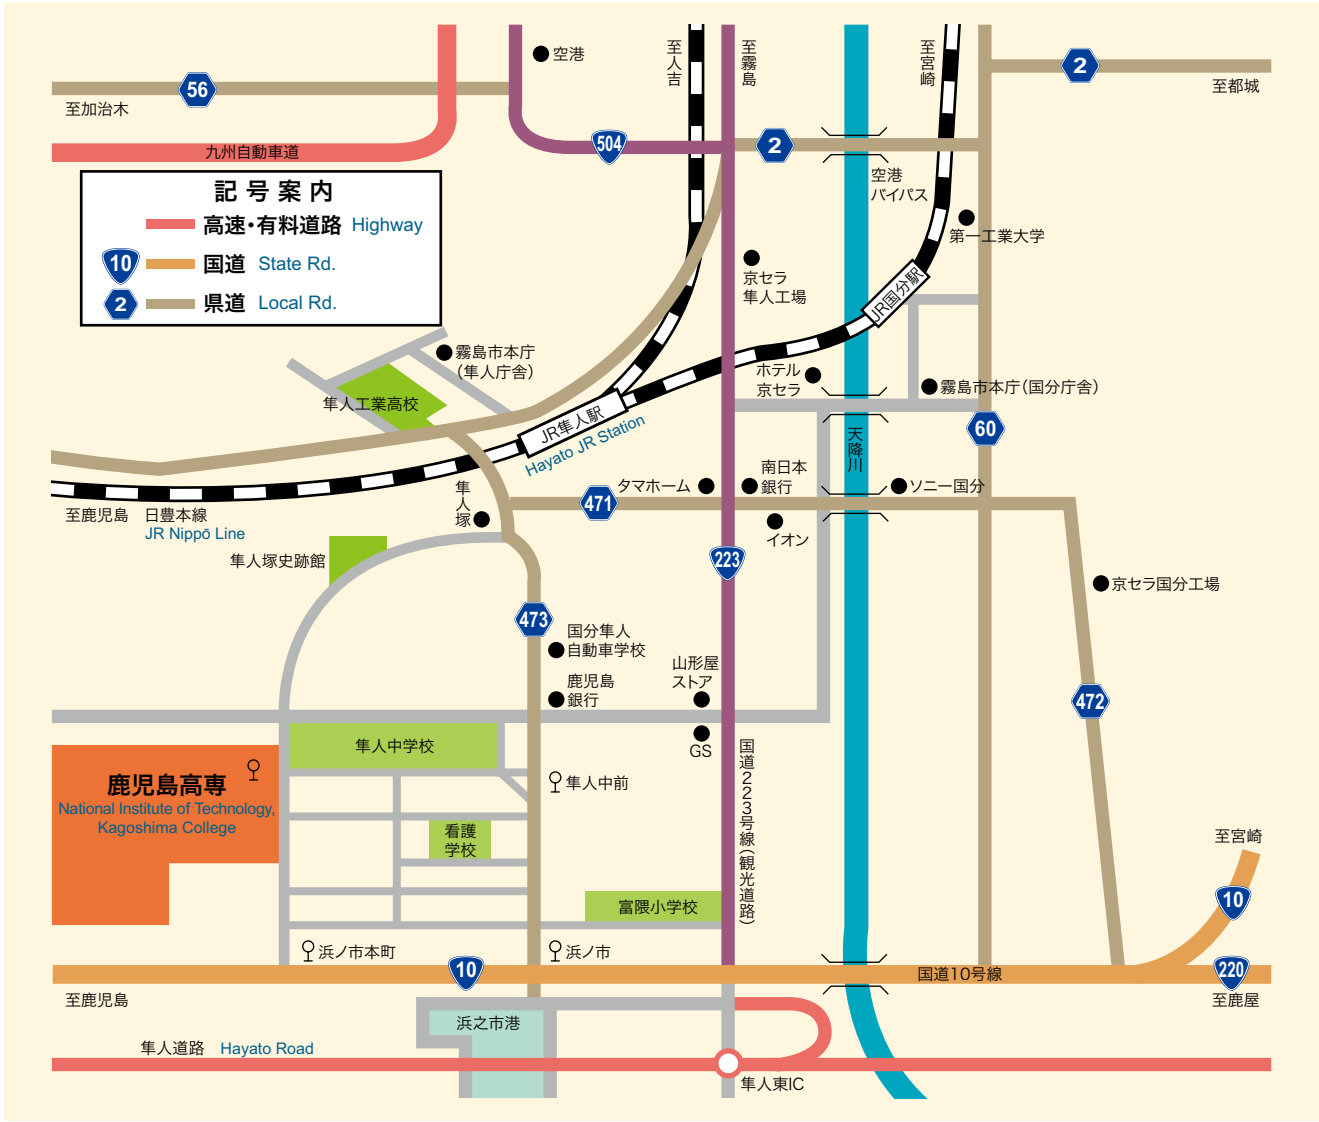 空港
至人吉
至霧島
至宮崎
2
至都城
56
至加治木
九州自動車道
504
2
空港
バイパス
記号案内
高速・有料道路 Highway
10 国道 State Rd.
2 県道 Local Rd.
第一工業大学
京セラ
隼人工場
JR国分駅
霧島市本庁
(隼人庁舎)
ホテル
京セラ
霧島市本庁(国分庁舎)
隼人工業高校
JR隼人駅
Hayato JR Station
天降川
60
至鹿児島
日豊本線
JR Nippō Line
隼人塚
471
タマホーム
南日本
銀行
ソニー国分
イオン
隼人塚史跡館
223
京セラ国分工場
473
国分隼人
自動車学校
鹿児島
銀行
山形屋
ストア
472
GS
隼人中学校
鹿児島高専
National Institute of Technology,
Kagoshima College
隼人中前
国道223号線(観光道路)
看護
学校
至宮崎
10
富隈小学校
浜ノ市本町
浜ノ市
10
国道10号線
220
至鹿児島
至鹿屋
浜之市港
隼人道路 Hayato Road
隼人東IC